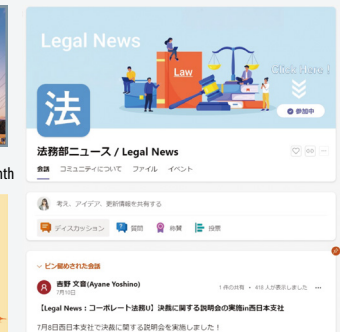 Legal News
Law
Click Here !
法
参加中
法務部ニュース / Legal News
会話 コミュニティについて ファイル イベント
nth
考え、アイデア、更新情報を共有する
ディスカッション 質問 称賛 投票
ピン留めされた会話
吉野 文音(Ayane Yoshino)
7月10日
1 件の共有 • 418 人が表示しました
【Legal News：コーポレート法務U】決裁に関する説明会の実施in西日本支社
7月8日西日本支社で決裁に関する説明会を実施しました！